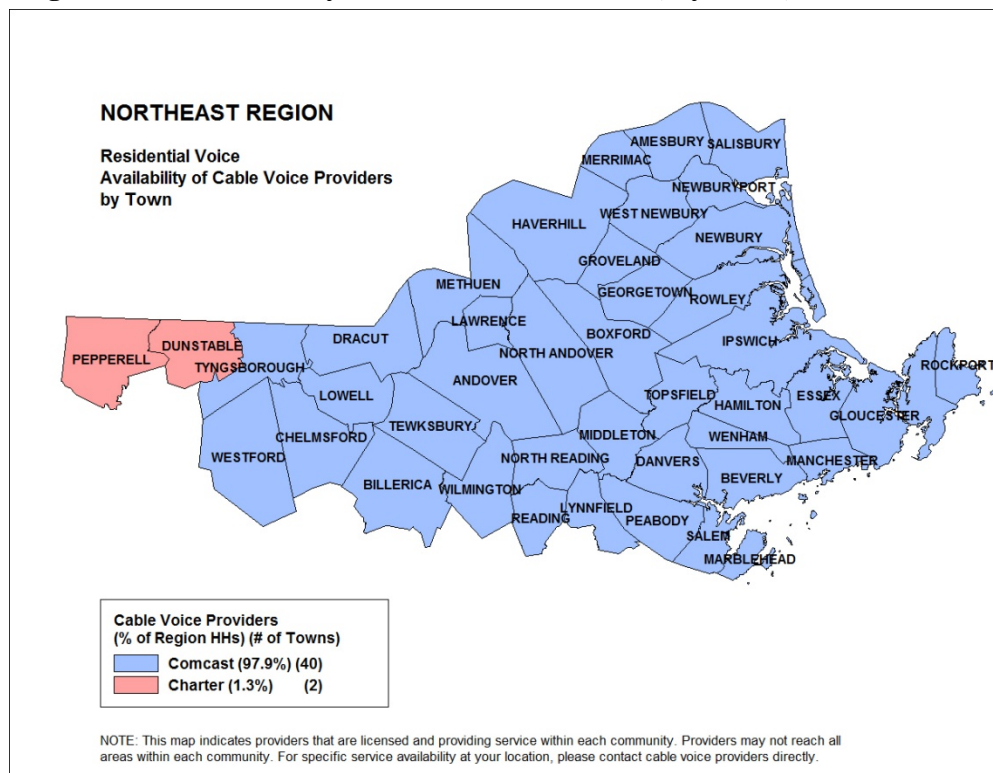 NORTHEAST REGION
Residential Voice
Availability of Cable Voice Providers
by Town
AMESBURY
SALISBURY
MERRIMAC
NEWBURYPORT
WEST NEWBURY
HAVERHILL
NEWBURY
GROVELAND
METHUEN
GEORGETOWN
ROWLEY
LAWRENCE
BOXFORD
DRACUT
IPSWICH
DUNSTABLE
NORTH ANDOVER
PEPPERELL
ROCKPORT
TYNGSBOROUGH
ANDOVER
LOWELL
TOPSFIELD
ESSEX
HAMILTON
GLOUCESTER
TEWKSBURY
CHELMSFORD
MIDDLETON
WENHAM
WESTFORD
NORTH READING
DANVERS
MANCHESTER
BEVERLY
BILLERICA
WILMINGTON
LYNNFIELD
READING
PEABODY
SALEM
MARBLEHEAD
Cable Voice Providers
(% of Region HHs) (# of Towns)
Comcast (97.9%) (40)
Charter (1.3%) (2)
NOTE: This map indicates providers that are licensed and providing service within each community. Providers may not reach all
areas within each community. For specific service availability at your location, please contact cable voice providers directly.